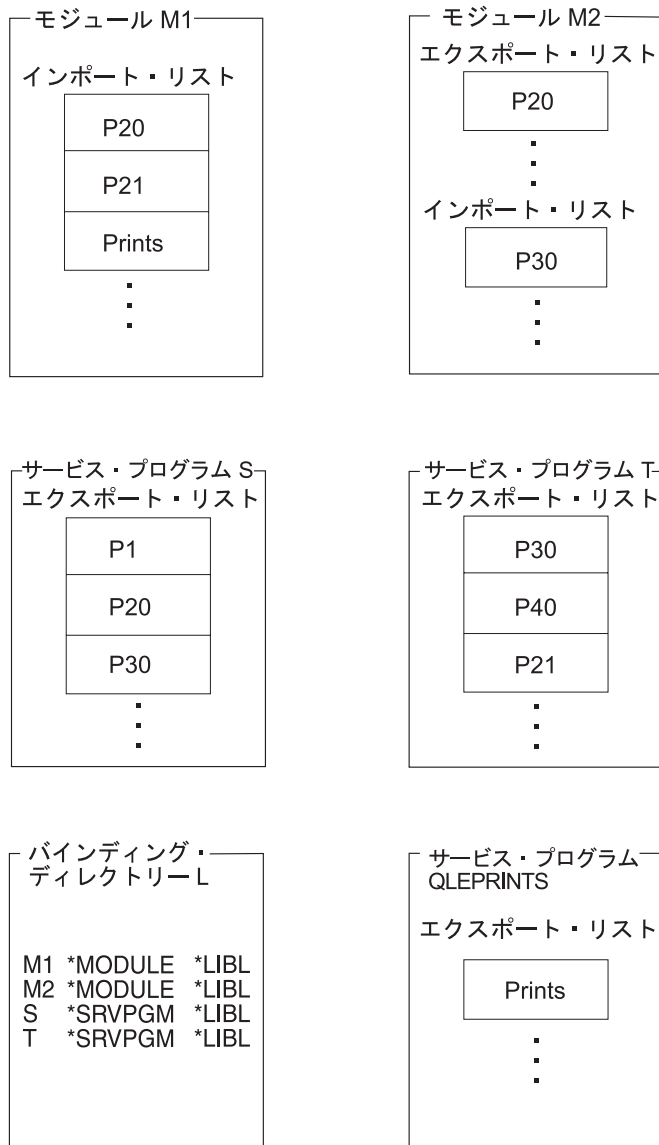 モジュール M1
インポート・リスト
P20
P21
Prints
モジュール M2
エクスポート・リスト
P20
インポート・リスト
P30
サービス・プログラム S
エクスポート・リスト
P1
P20
P30
サービス・プログラム T
エクスポート・リスト
P30
P40
P21
バインディング・
ディレクトリー L
M1 *MODULE *LIBL
M2 *MODULE *LIBL
S *SRVPGM *LIBL
T *SRVPGM *LIBL
サービス・プログラム
QLEPRINTS
エクスポート・リスト
Prints